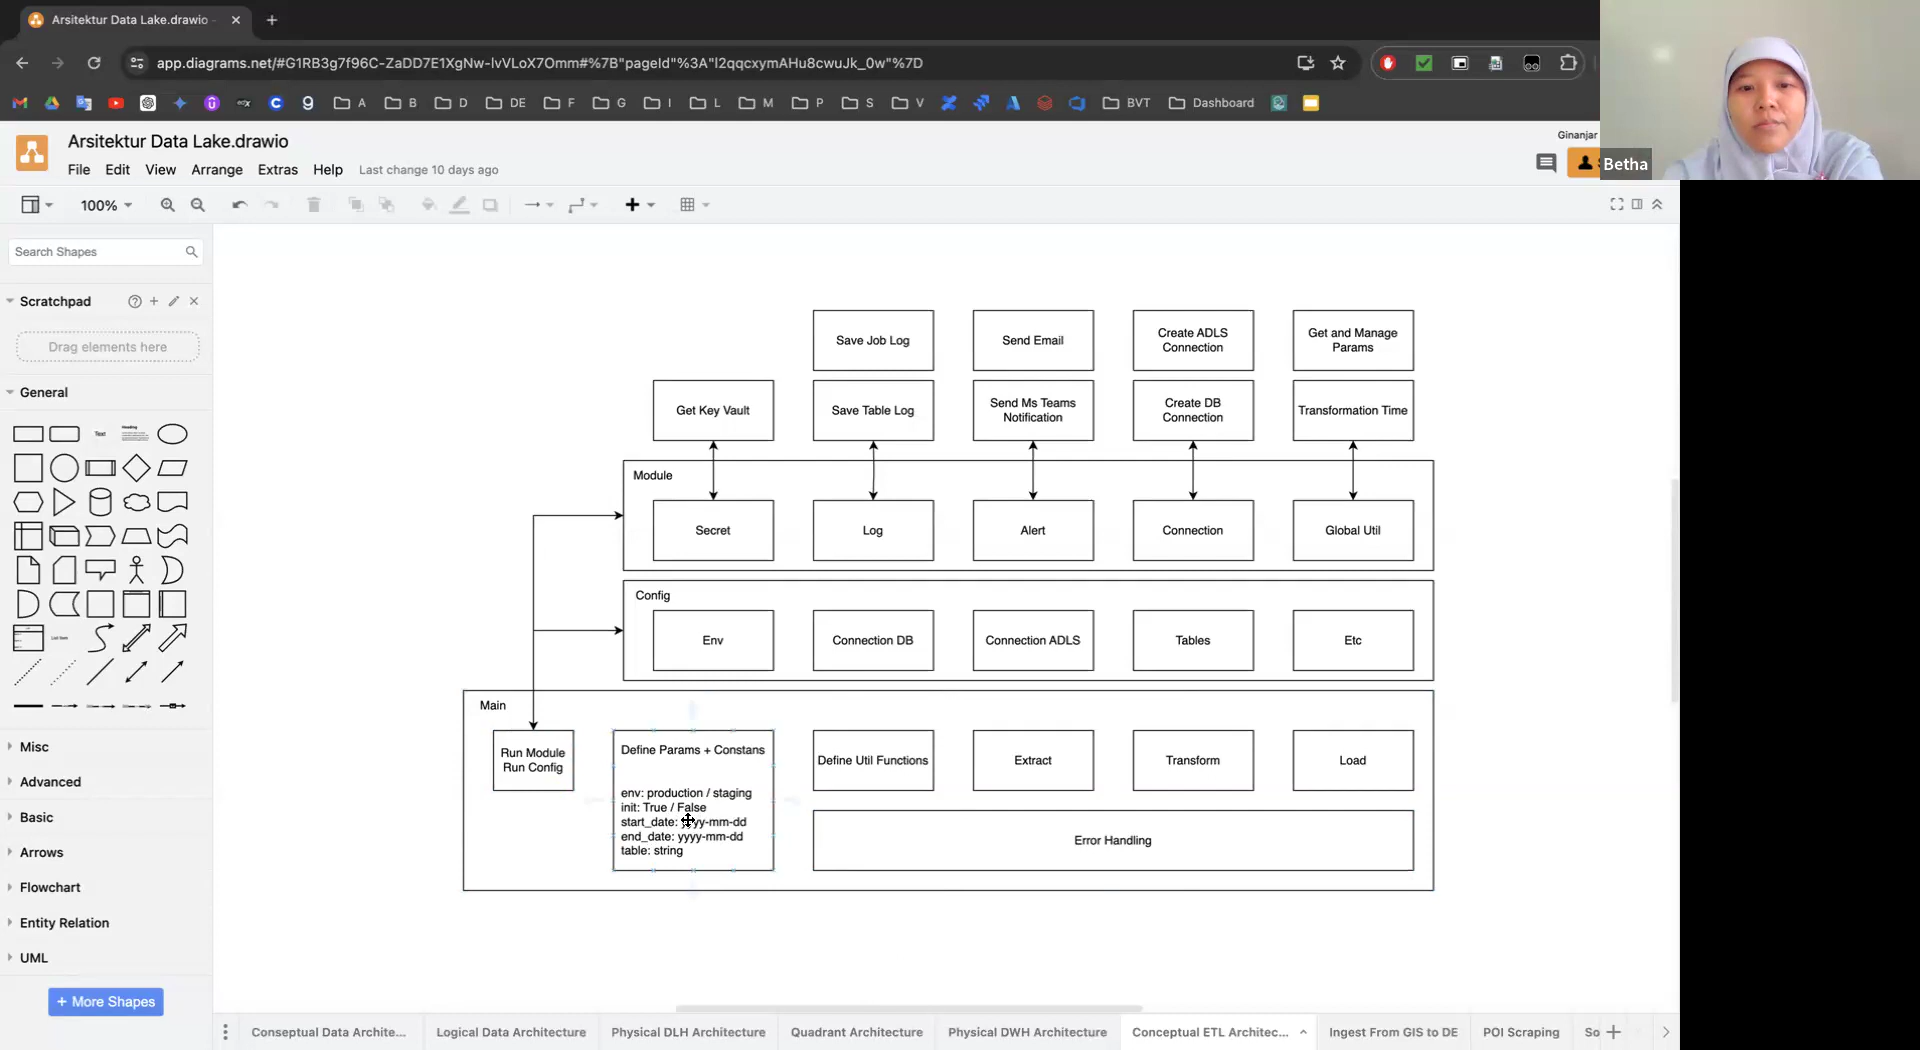 Arsitektur Data Lake.drawio
app.diagrams.net/#G1RB3g7f96C-ZaDD7E1XgNw-lvVLoX7Omm#%7B"pageId"%3A"I2qqcxymAHu8cwuJk_0w"%7D
A B D DE F G I L M P S V BVT Dashboard
Arsitektur Data Lake.drawio
Ginanjar
Betha
File Edit View Arrange Extras Help Last change 10 days ago
100%
Search Shapes
Scratchpad
Drag elements here
General
Text
Heading
List Item
Misc
Advanced
Basic
Arrows
Flowchart
Entity Relation
UML
+ More Shapes
Save Job Log
Send Email
Create ADLS
Connection
Get and Manage
Params
Get Key Vault
Save Table Log
Send Ms Teams
Notification
Create DB
Connection
Transformation Time
Module
Secret
Log
Alert
Connection
Global Util
Config
Env
Connection DB
Connection ADLS
Tables
Etc
Main
Run Module
Run Config
Define Params + Constans
env: production / staging
init: True / False
start_date: yyyy-mm-dd
end_date: yyyy-mm-dd
table: string
Define Util Functions
Extract
Transform
Load
Error Handling
Conseptual Data Archite...
Logical Data Architecture
Physical DLH Architecture
Quadrant Architecture
Physical DWH Architecture
Conceptual ETL Architec...
Ingest From GIS to DE
POI Scraping
So